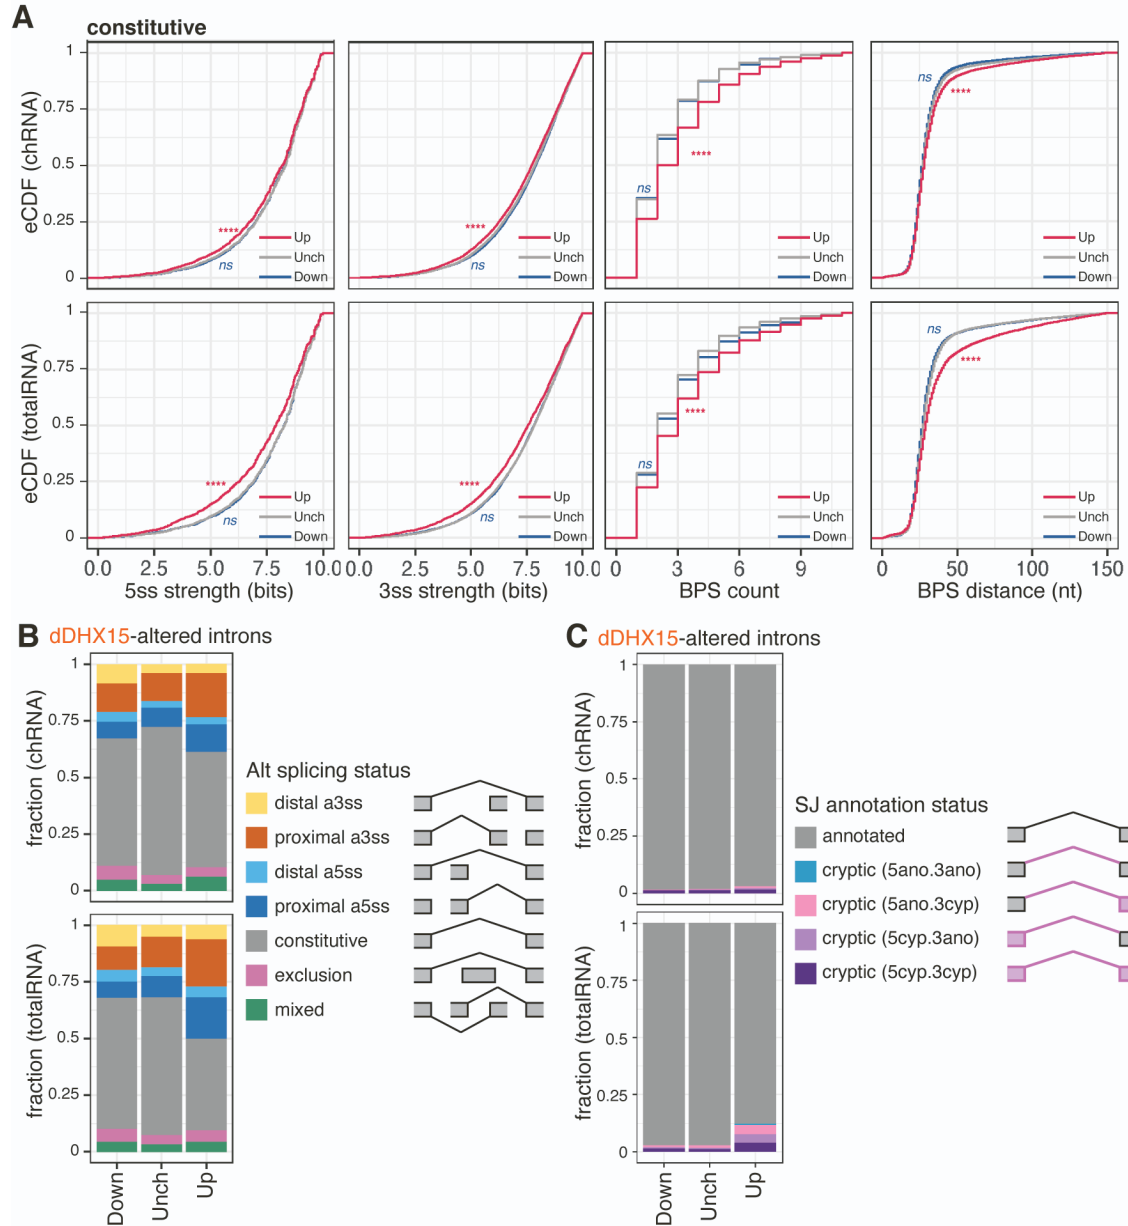 A
constitutive
eCDF (chRNA)
1
0.75
0.5
0.25
0
****
ns
Up
Unch
Down
****
ns
Up
Unch
Down
ns
****
Up
Unch
Down
ns
****
Up
Unch
Down
eCDF (totalRNA)
1
0.75
0.5
0.25
0
****
ns
Up
Unch
Down
****
ns
Up
Unch
Down
ns
****
Up
Unch
Down
ns
****
Up
Unch
Down
0.0 2.5 5.0 7.5 10.0
5ss strength (bits)
0.0 2.5 5.0 7.5 10.0
3ss strength (bits)
0 3 6 9
BPS count
0 50 100 150
BPS distance (nt)
B dDHX15-altered introns
fraction (chRNA)
1
0.75
0.5
0.25
0
fraction (totalRNA)
1
0.75
0.5
0.25
0
Down
Unch
Up
Alt splicing status
distal a3ss
proximal a3ss
distal a5ss
proximal a5ss
constitutive
exclusion
mixed
C dDHX15-altered introns
fraction (chRNA)
1
0.75
0.5
0.25
0
fraction (totalRNA)
1
0.75
0.5
0.25
0
Down
Unch
Up
SJ annotation status
annotated
cryptic (5ano.3ano)
cryptic (5ano.3cyp)
cryptic (5cyp.3ano)
cryptic (5cyp.3cyp)